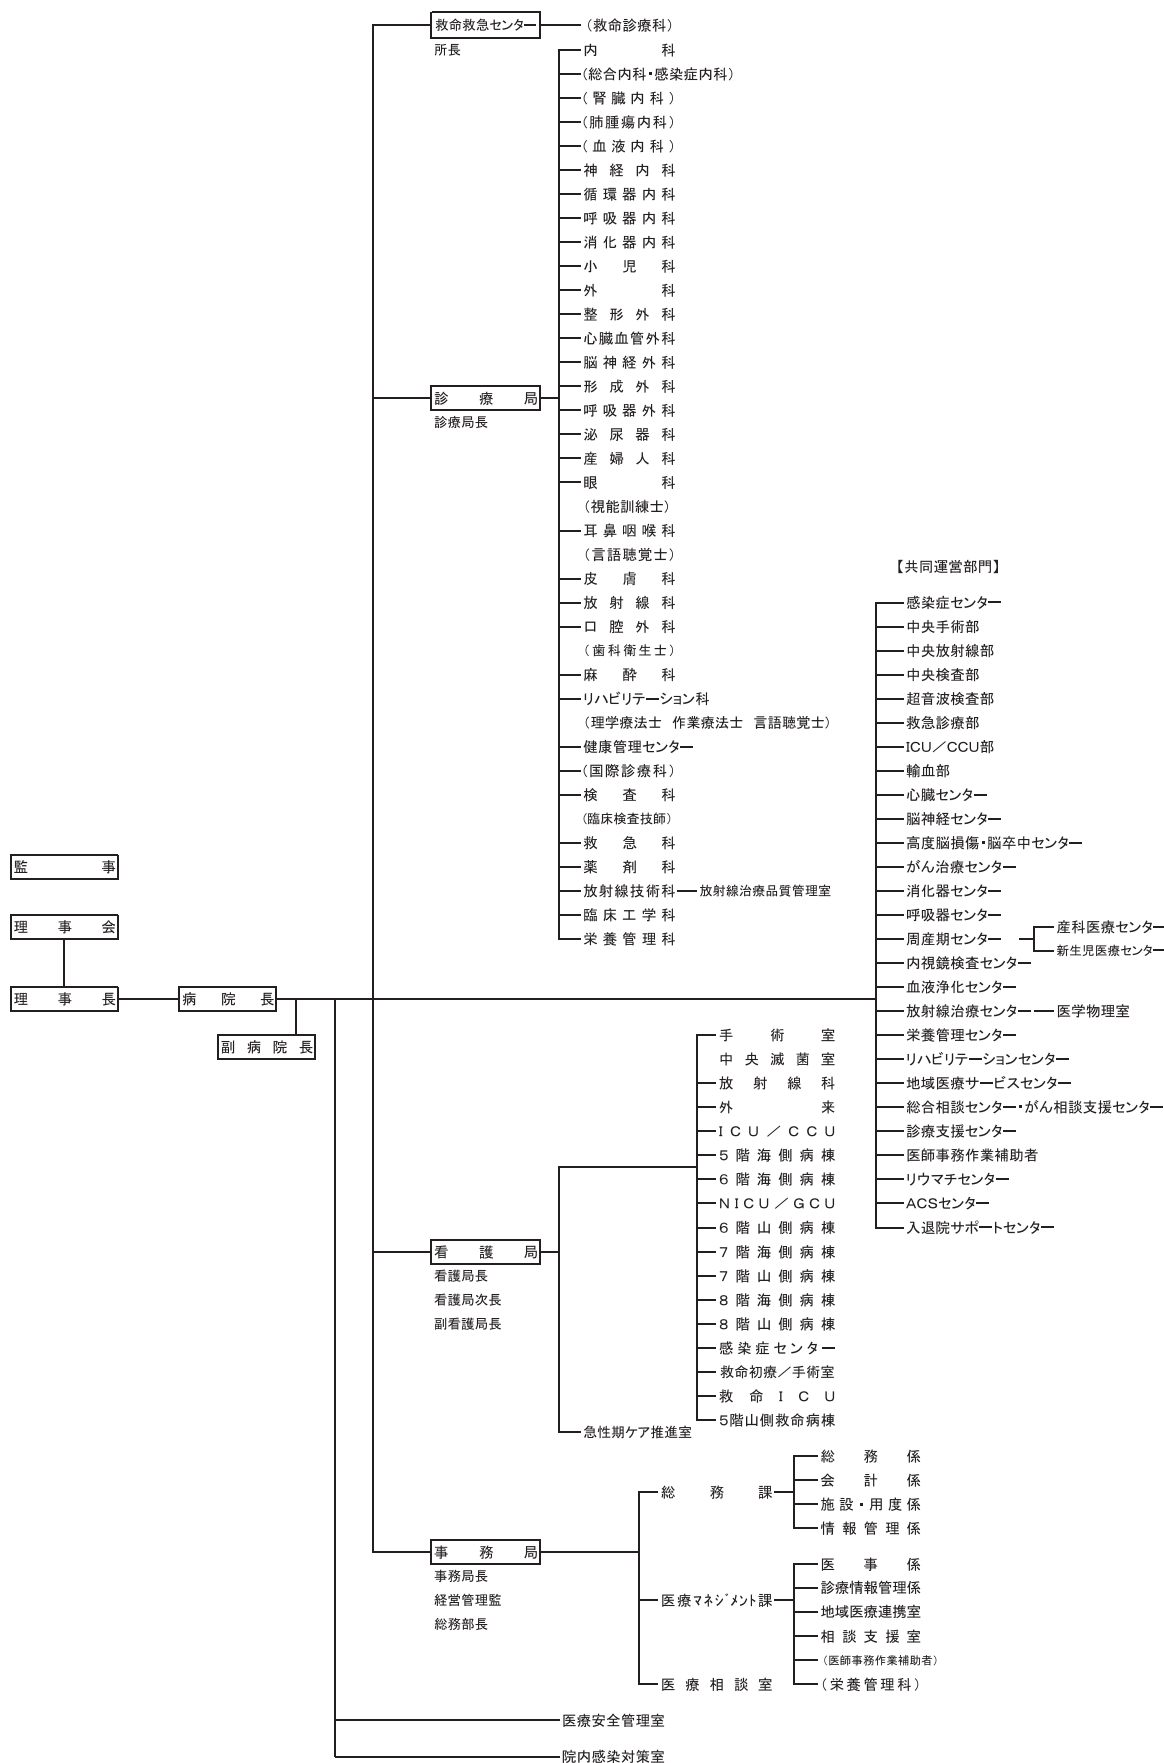 救命救急センター
所長
(救命診療科)
内科
(総合内科・感染症内科)
(腎臓内科)
(肺腫瘍内科)
(血液内科)
神経内科
循環器内科
呼吸器内科
消化器内科
小児科
外科
整形外科
心臓血管外科
脳神経外科
形成外科
呼吸器外科
泌尿器科
産婦人科
眼科
(視能訓練士)
耳鼻咽喉科
(言語聴覚士)
皮膚科
放射線科
口腔外科
(歯科衛生士)
麻酔科
リハビリテーション科
(理学療法士 作業療法士 言語聴覚士)
健康管理センター
(国際診療科)
検査科
(臨床検査技師)
救急科
薬剤科
放射線技術科 放射線治療品質管理室
臨床工学科
栄養管理科
診療局
診療局長
監事
理事会
理事長
病院長
副病院長
【共同運営部門】
感染症センター
中央手術部
中央放射線部
中央検査部
超音波検査部
救急診療部
ICU/CCU部
輸血部
心臓センター
脳神経センター
高度脳損傷・脳卒中センター
がん治療センター
消化器センター
呼吸器センター
周産期センター
産科医療センター
新生児医療センター
内視鏡検査センター
血液浄化センター
放射線治療センター 医学物理室
栄養管理センター
リハビリテーションセンター
地域医療サービスセンター
総合相談センター・がん相談支援センター
診療支援センター
医師事務作業補助者
リウマチセンター
ACSセンター
入退院サポートセンター
看護局
看護局長
看護局次長
副看護局長
手術室
中央滅菌室
放射線科
外来
ICU/CCU
5階海側病棟
6階海側病棟
NICU/GCU
6階山側病棟
7階海側病棟
7階山側病棟
8階海側病棟
8階山側病棟
感染症センター
救命初療/手術室
救命ICU
5階山側救命病棟
急性期ケア推進室
事務局
事務局長
経営管理監
総務部長
総務課
総務係
会計係
施設・用度係
情報管理係
医療マネジメント課
医事係
診療情報管理係
地域医療連携室
相談支援室
(医師事務作業補助者)
(栄養管理科)
医療相談室
医療安全管理室
院内感染対策室